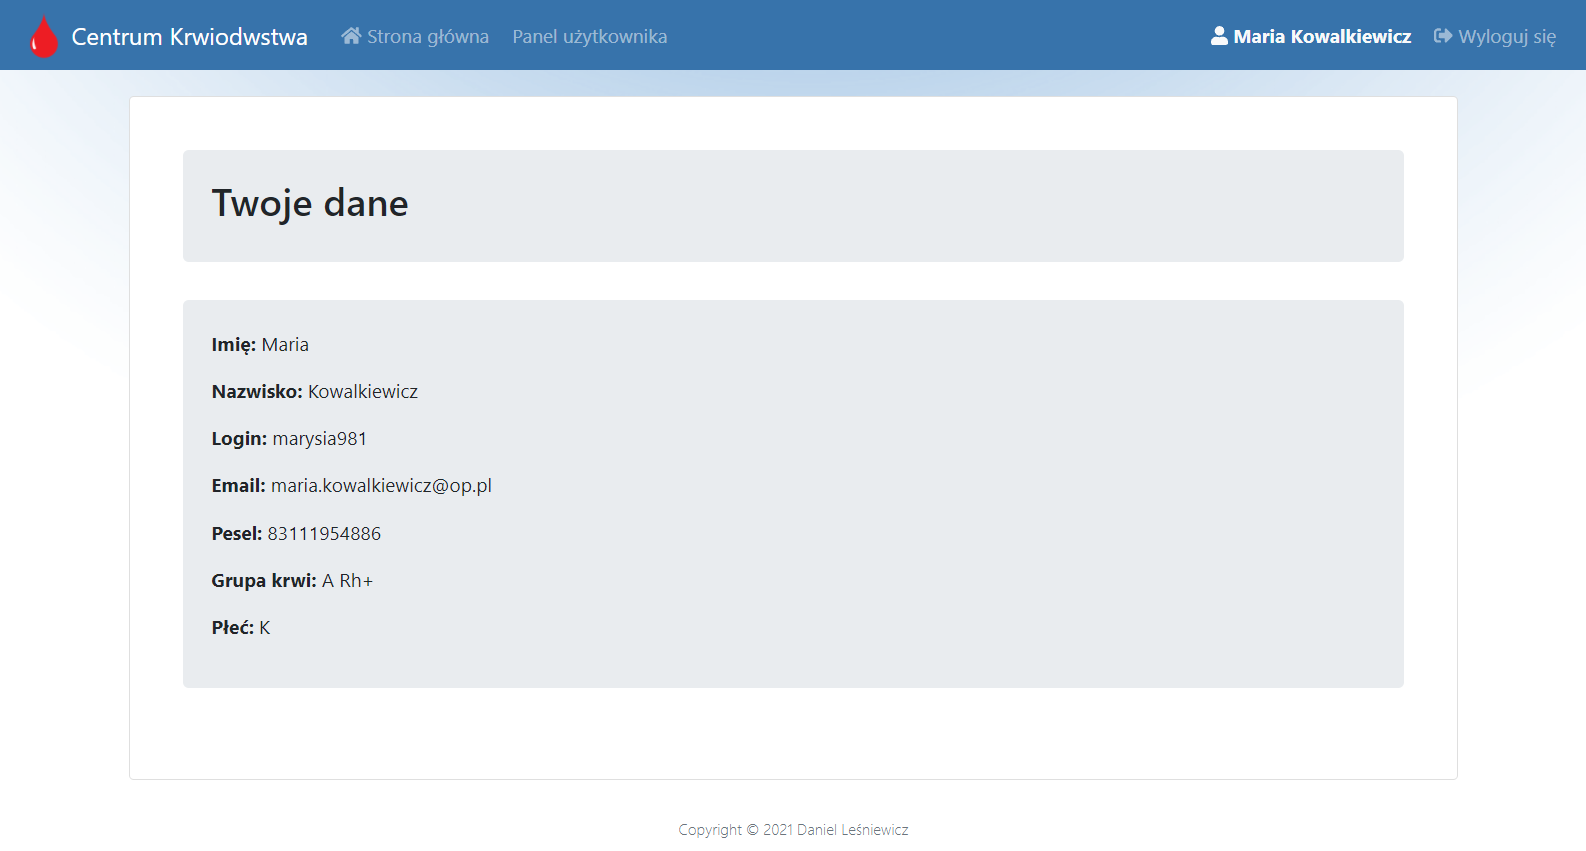 Centrum Krwiodwstwa Strona główna Panel użytkownika Maria Kowalkiewicz Wyloguj się
Twoje dane
Imię: Maria
Nazwisko: Kowalkiewicz
Login: marysia981
Email: maria.kowalkiewicz@op.pl
Pesel: 83111954886
Grupa krwi: A Rh+
Płeć: K
Copyright © 2021 Daniel Leśniewicz